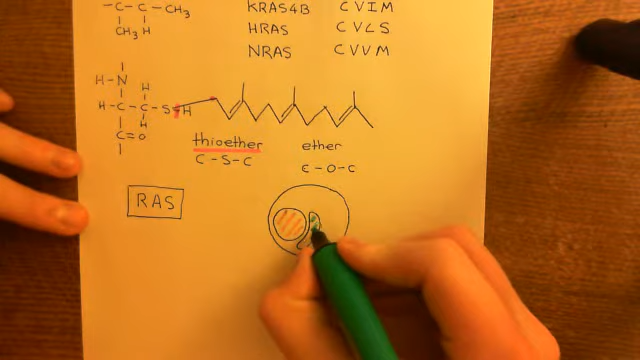 -C-C-CH₃
CH₃ H
KRAS4B CVIM
HRAS CVLS
NRAS CVVM
H-N H
H-C-C-S-H
H
C=O
thioether ether
C-S-C C-O-C
RAS